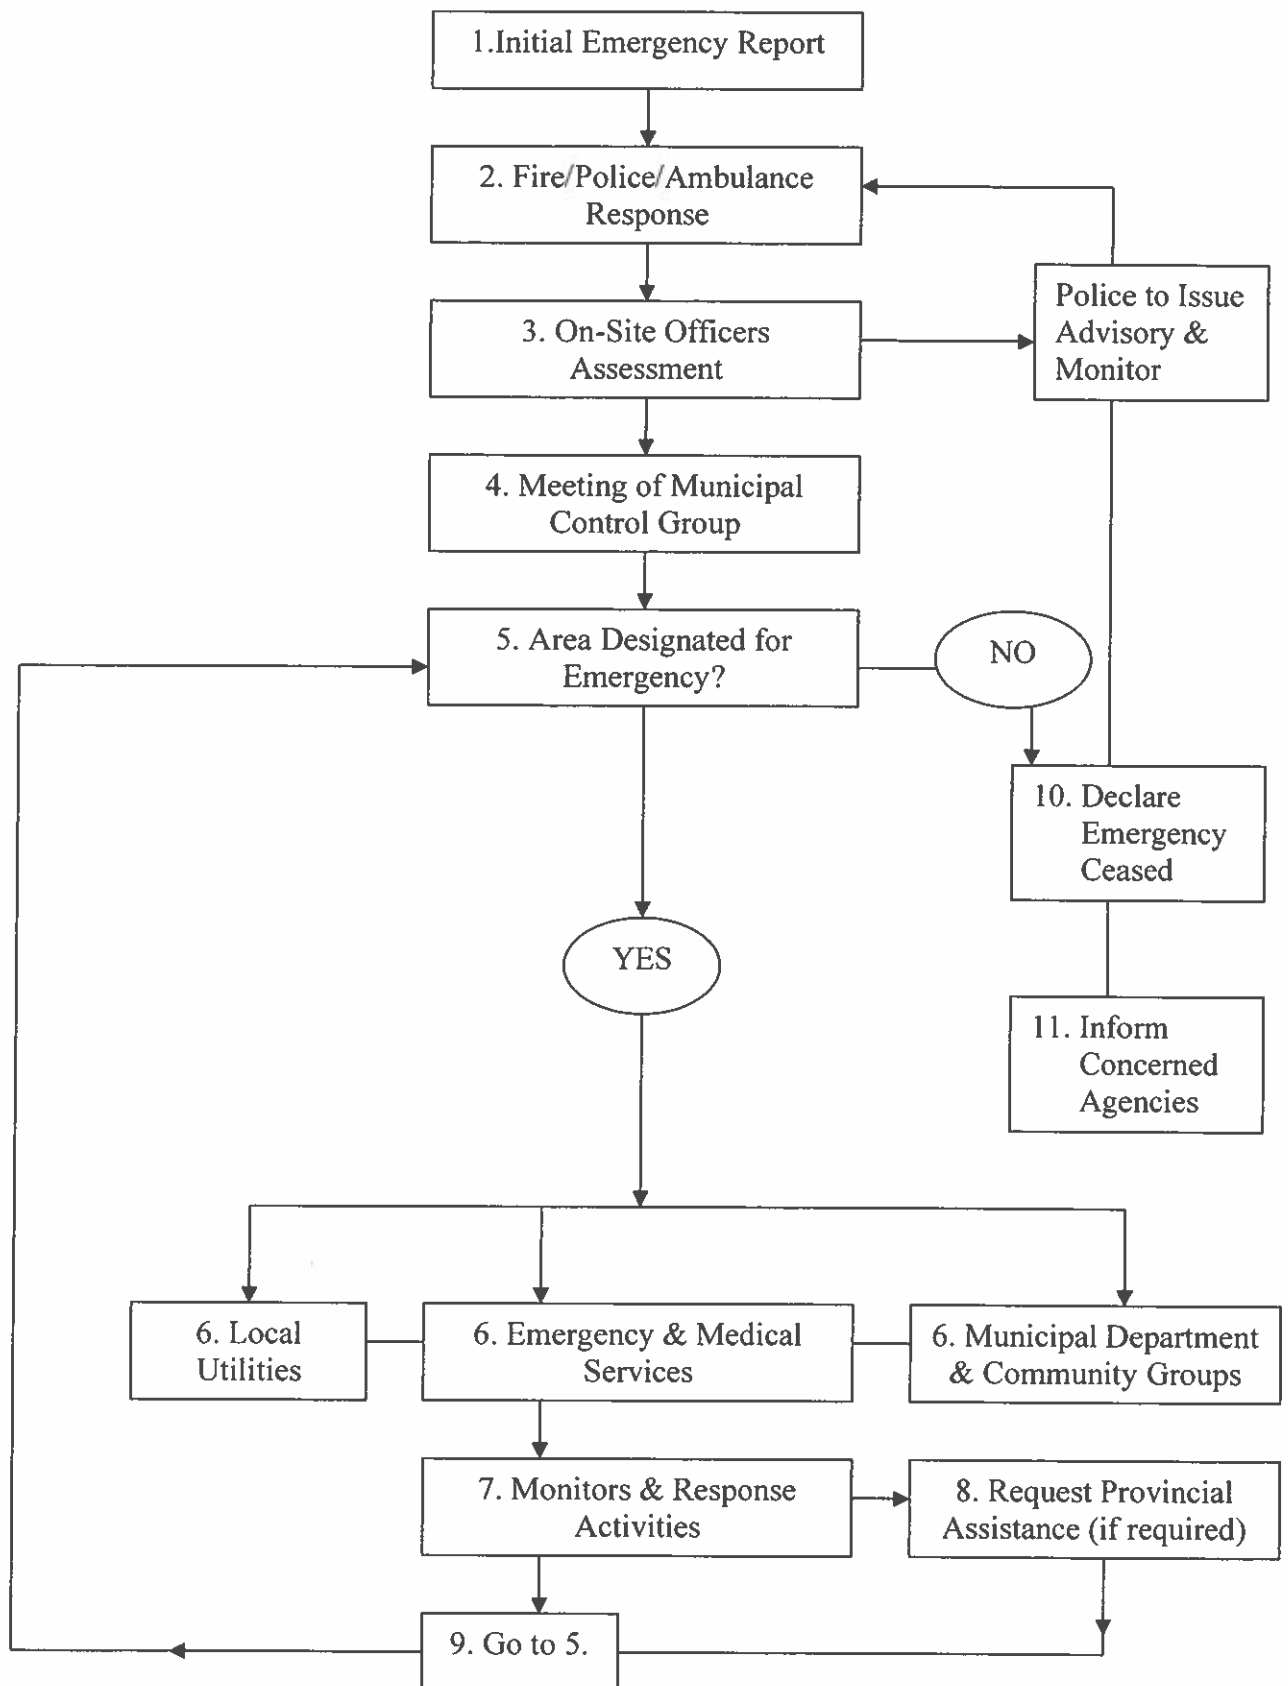 1.Initial Emergency Report
2. Fire/Police/Ambulance
Response
Police to Issue
Advisory &
Monitor
3. On-Site Officers
Assessment
4. Meeting of Municipal
Control Group
5. Area Designated for
Emergency?
NO
10. Declare
Emergency
Ceased
YES
11. Inform
Concerned
Agencies
6. Local
Utilities
6. Emergency & Medical
Services
6. Municipal Department
& Community Groups
7. Monitors & Response
Activities
8. Request Provincial
Assistance (if required)
9. Go to 5.